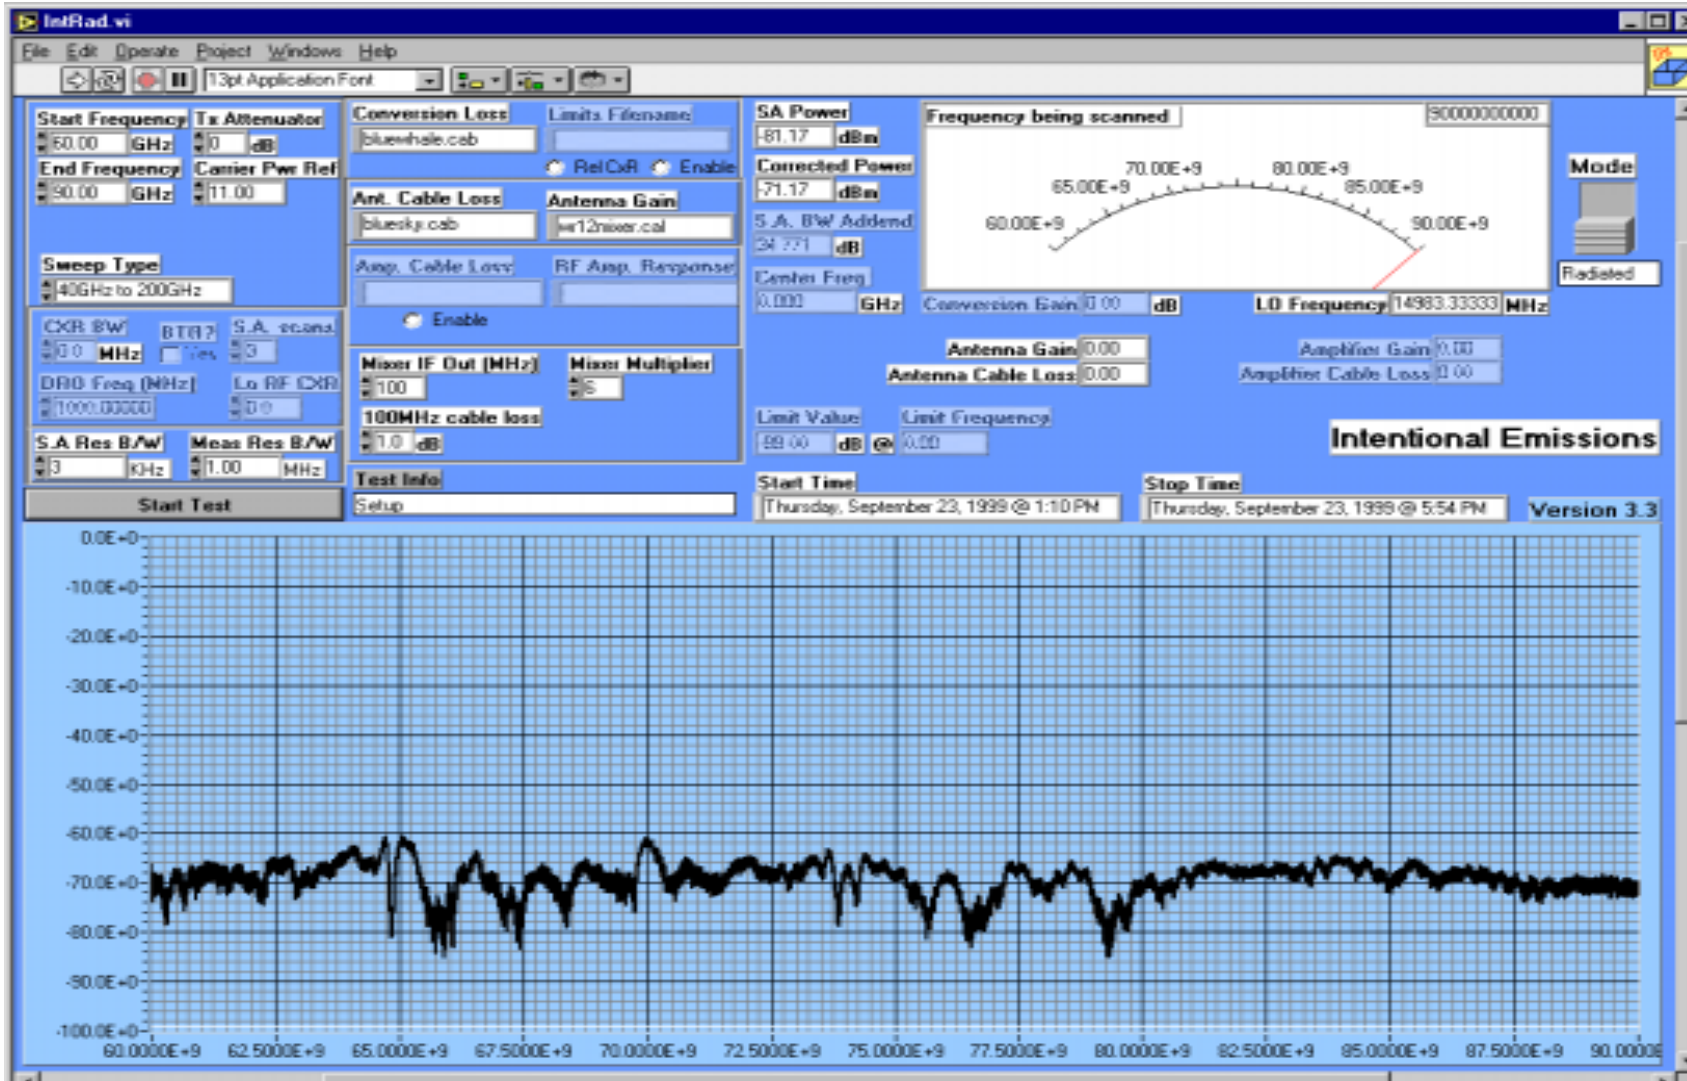 IntRad.vi
File Edit Operate Project Windows Help
13pt Application Font
Start Frequency Tx Attenuator
60.00 GHz 0 dB
End Frequency Carrier Pwr Ref
90.00 GHz 11.00
Sweep Type
40GHz to 200GHz
CXR BW BTR? S.A. scans
0.0 MHz Yes 3
DRO Freq (MHz) Lo RF CXR
1000.00000 0.0
S.A Res B/W Meas Res B/W
3 KHz 1.00 MHz
Start Test
Conversion Loss Limits Filename
bluewhale.cab
Rel CxR Enable
Ant. Cable Loss Antenna Gain
bluesky.cab wr12mixer.cal
Amp. Cable Loss RF Amp. Response
Enable
Mixer IF Out (MHz) Mixer Multiplier
100 6
100MHz cable loss
1.0 dB
Test Info
Setup
SA Power
-81.17 dBm
Corrected Power
-71.17 dBm
S.A. BW Addend
24.771 dB
Center Freq
0.000 GHz
Frequency being scanned 90000000000
60.00E+9 65.00E+9 70.00E+9 80.00E+9 85.00E+9 90.00E+9
Mode
Radiated
Conversion Gain 0.00 dB LO Frequency 14983.33333 MHz
Antenna Gain 0.00 Amplifier Gain 0.00
Antenna Cable Loss 0.00 Amplifier Cable Loss 0.00
Limit Value Limit Frequency
-99.00 dB @ 0.00
Intentional Emissions
Start Time Stop Time
Thursday, September 23, 1999 @ 1:10 PM Thursday, September 23, 1999 @ 5:54 PM Version 3.3
0.0E+0
-10.0E+0
-20.0E+0
-30.0E+0
-40.0E+0
-50.0E+0
-60.0E+0
-70.0E+0
-80.0E+0
-90.0E+0
-100.0E+0
60.0000E+9 62.5000E+9 65.0000E+9 67.5000E+9 70.0000E+9 72.5000E+9 75.0000E+9 77.5000E+9 80.0000E+9 82.5000E+9 85.0000E+9 87.5000E+9 90.0000E